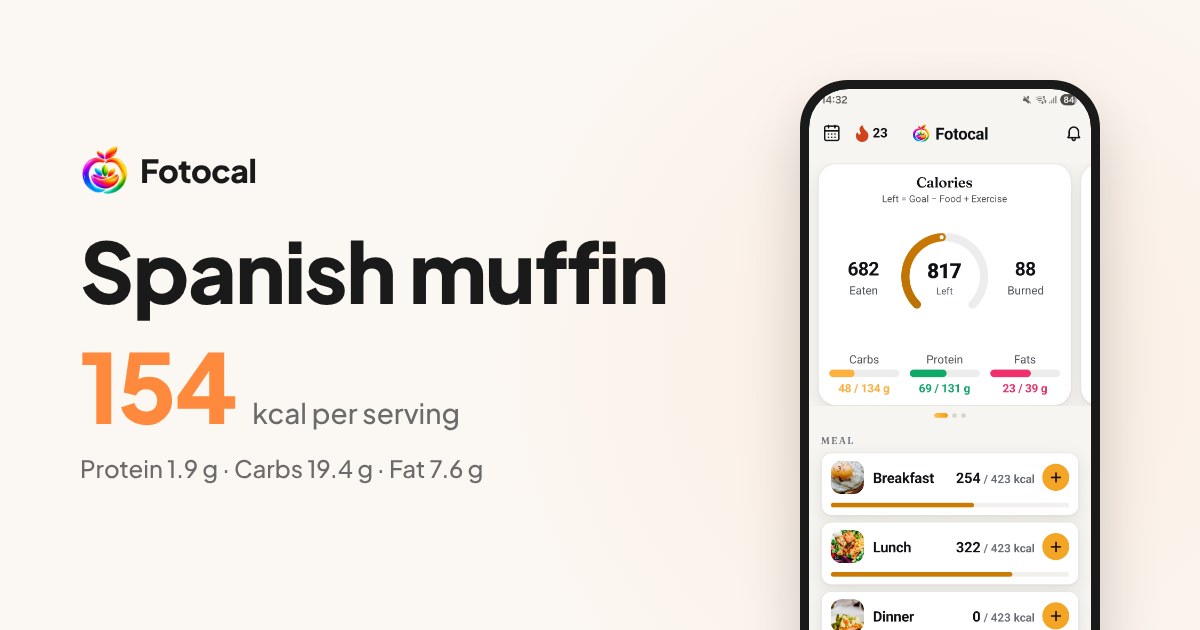 Fotocal
Spanish muffin
154 kcal per serving
Protein 1.9 g · Carbs 19.4 g · Fat 7.6 g
14:32
84
23
Fotocal
Calories
Left = Goal − Food + Exercise
682
Eaten
817
Left
88
Burned
Carbs
48 / 134 g
Protein
69 / 131 g
Fats
23 / 39 g
MEAL
Breakfast 254 / 423 kcal +
Lunch 322 / 423 kcal +
Dinner 0 / 423 kcal +